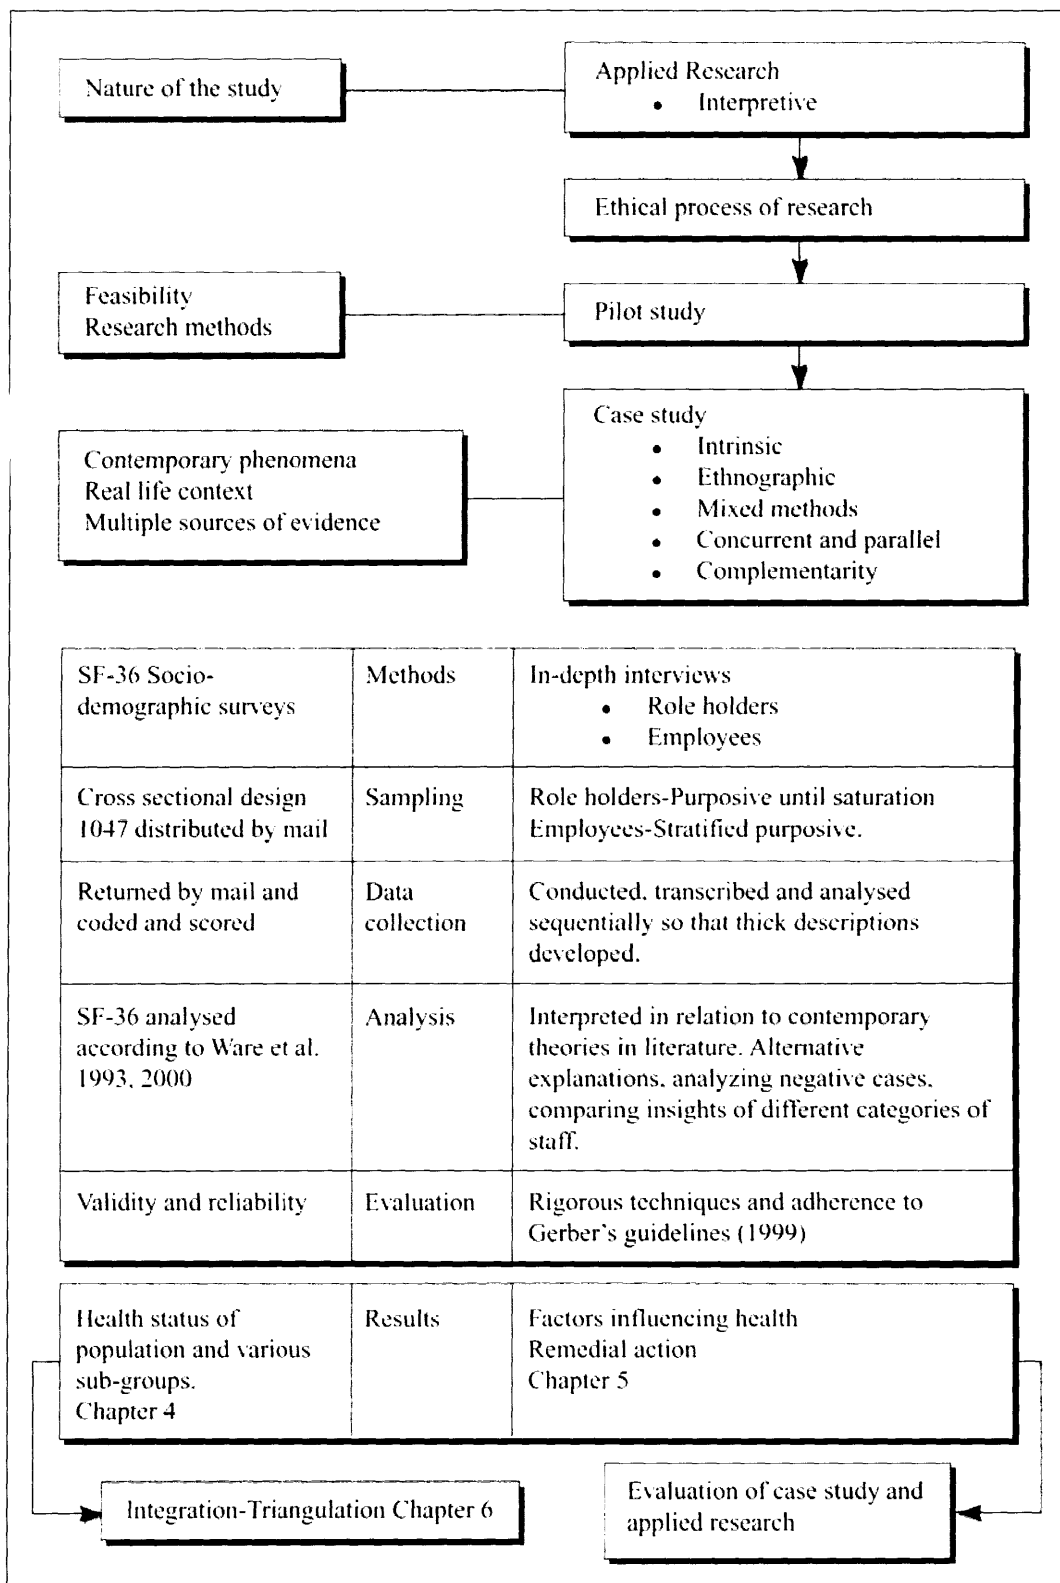 Nature of the study
Applied Research
• Interpretive
Ethical process of research
Feasibility
Research methods
Pilot study
Case study
• Intrinsic
• Ethnographic
• Mixed methods
• Concurrent and parallel
• Complementarity
Contemporary phenomena
Real life context
Multiple sources of evidence
SF-36 Socio-
demographic surveys
Methods
In-depth interviews
• Role holders
• Employees
Cross sectional design
1047 distributed by mail
Sampling
Role holders-Purposive until saturation
Employees-Stratified purposive.
Returned by mail and
coded and scored
Data
collection
Conducted, transcribed and analysed
sequentially so that thick descriptions
developed.
SF-36 analysed
according to Ware et al.
1993, 2000
Analysis
Interpreted in relation to contemporary
theories in literature. Alternative
explanations, analyzing negative cases,
comparing insights of different categories of
staff.
Validity and reliability
Evaluation
Rigorous techniques and adherence to
Gerber's guidelines (1999)
Health status of
population and various
sub-groups.
Chapter 4
Results
Factors influencing health
Remedial action
Chapter 5
Integration-Triangulation Chapter 6
Evaluation of case study and
applied research